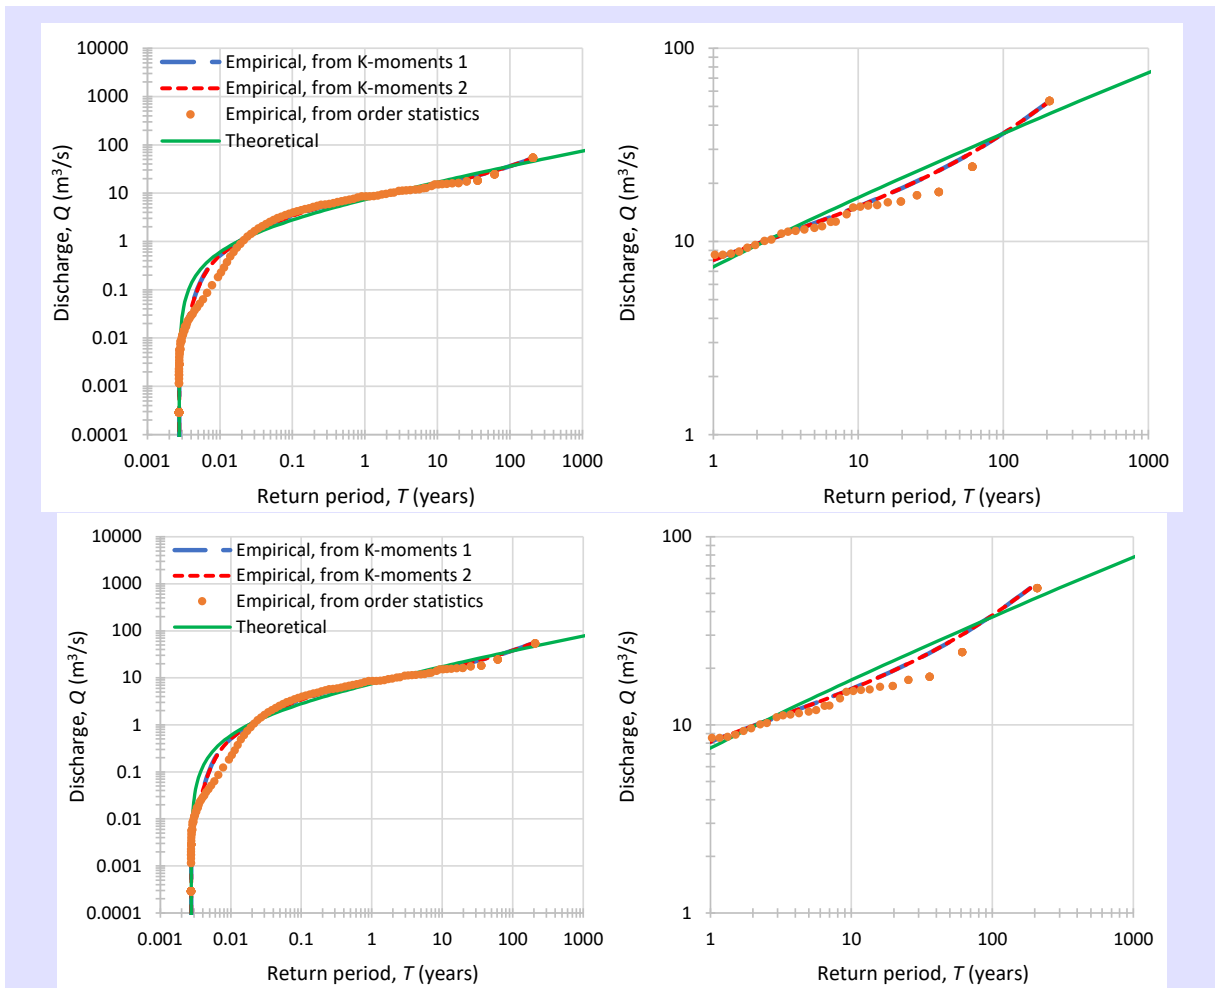 10000
1000
100
10
1
0.1
0.01
0.001
0.0001
Discharge, Q (m³/s)
Empirical, from K-moments 1
Empirical, from K-moments 2
Empirical, from order statistics
Theoretical
0.001 0.01 0.1 1 10 100 1000
Return period, T (years)
100
10
1
Discharge, Q (m³/s)
1 10 100 1000
Return period, T (years)
10000
1000
100
10
1
0.1
0.01
0.001
0.0001
Discharge, Q (m³/s)
Empirical, from K-moments 1
Empirical, from K-moments 2
Empirical, from order statistics
Theoretical
0.001 0.01 0.1 1 10 100 1000
Return period, T (years)
100
10
1
Discharge, Q (m³/s)
1 10 100 1000
Return period, T (years)